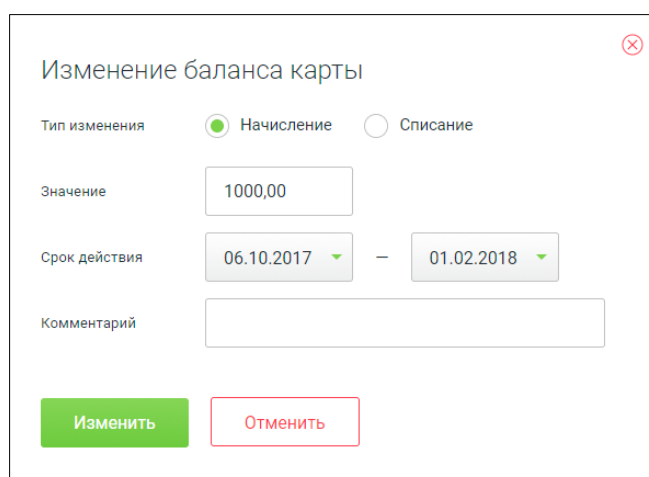 Изменение баланса карты
Тип изменения Начисление Списание
Значение 1000,00
Срок действия 06.10.2017 – 01.02.2018
Комментарий
Изменить Отменить